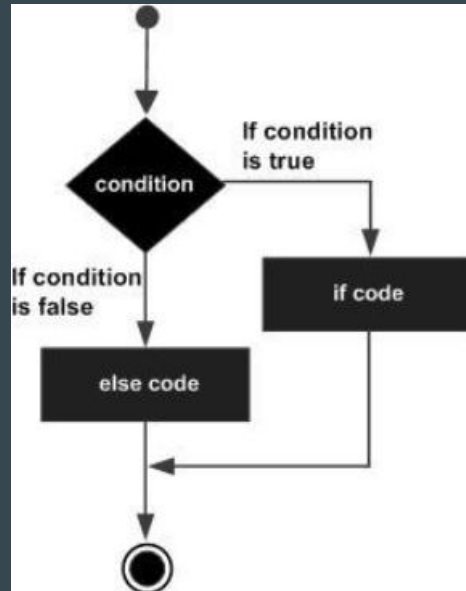 If condition
is true
condition
If condition
is false
if code
else code